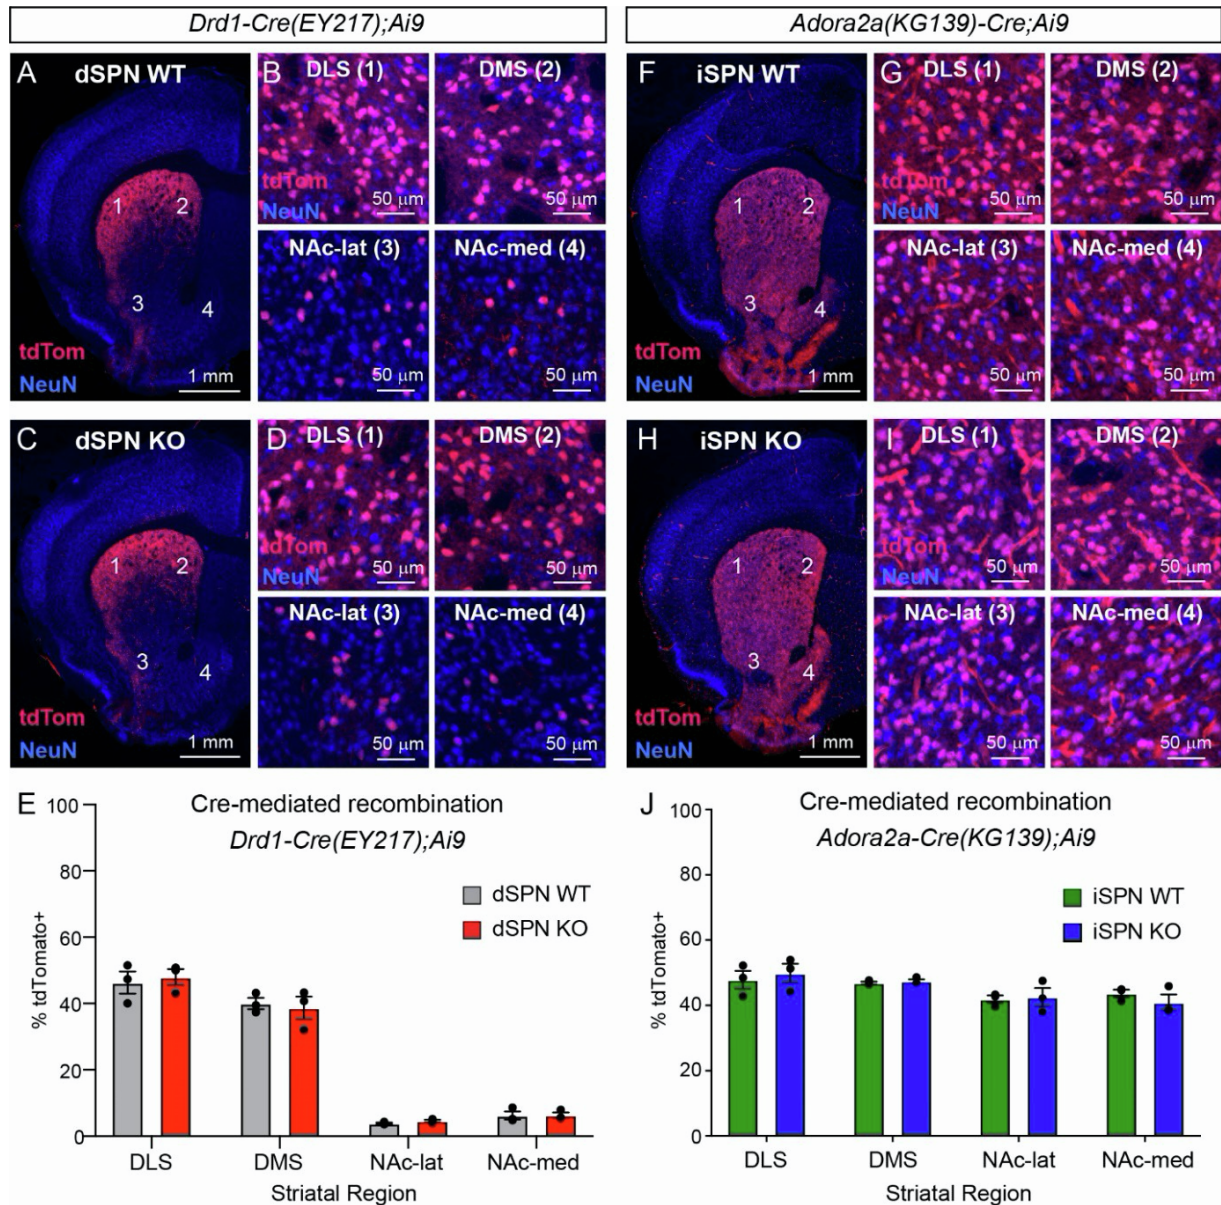 Drd1-Cre(EY217);Ai9
Adora2a(KG139)-Cre;Ai9
A
dSPN WT
1
2
3
4
tdTom
NeuN
1 mm
B
DLS (1)
tdTom
NeuN
50 μm
DMS (2)
50 μm
NAc-lat (3)
50 μm
NAc-med (4)
50 μm
C
dSPN KO
1
2
3
4
tdTom
NeuN
1 mm
D
DLS (1)
tdTom
NeuN
50 μm
DMS (2)
50 μm
NAc-lat (3)
50 μm
NAc-med (4)
50 μm
E
Cre-mediated recombination
Drd1-Cre(EY217);Ai9
100
80
60
40
20
0
% tdTomato+
dSPN WT
dSPN KO
DLS
DMS
NAc-lat
NAc-med
Striatal Region
F
iSPN WT
1
2
3
4
tdTom
NeuN
1 mm
G
DLS (1)
tdTom
NeuN
50 μm
DMS (2)
50 μm
NAc-lat (3)
50 μm
NAc-med (4)
50 μm
H
iSPN KO
1
2
3
4
tdTom
NeuN
1 mm
I
DLS (1)
tdTom
NeuN
50 μm
DMS (2)
50 μm
NAc-lat (3)
50 μm
NAc-med (4)
50 μm
J
Cre-mediated recombination
Adora2a-Cre(KG139);Ai9
100
80
60
40
20
0
% tdTomato+
iSPN WT
iSPN KO
DLS
DMS
NAc-lat
NAc-med
Striatal Region